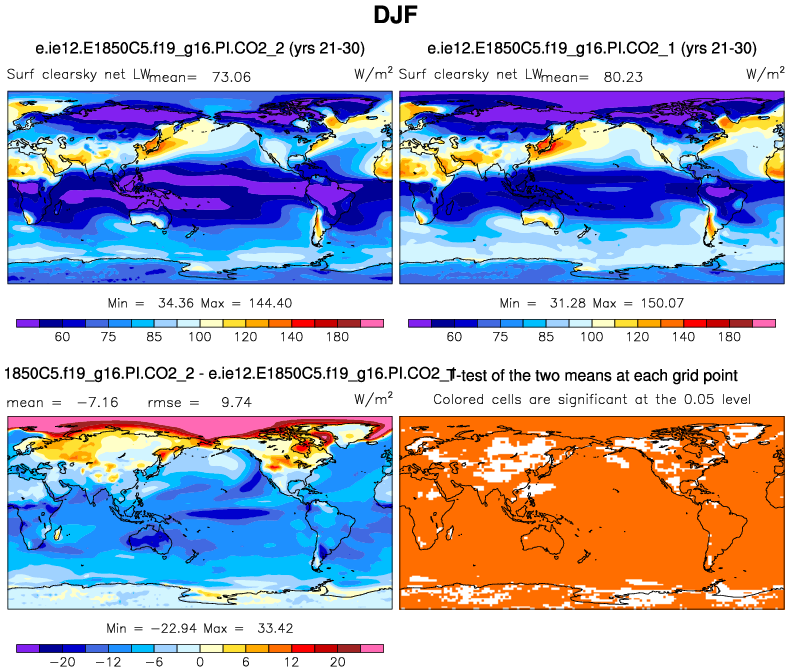 DJF
e.ie12.E1850C5.f19_g16.PI.CO2_2 (yrs 21-30)
e.ie12.E1850C5.f19_g16.PI.CO2_1 (yrs 21-30)
Surf clearsky net LW mean= 73.06 W/m²
Surf clearsky net LW mean= 80.23 W/m²
Min = 34.36 Max = 144.40
Min = 31.28 Max = 150.07
60 75 85 100 120 140 180
60 75 85 100 120 140 180
1850C5.f19_g16.PI.CO2_2 - e.ie12.E1850C5.f19_g16.PI.CO2_1
T-test of the two means at each grid point
mean = −7.16 rmse = 9.74 W/m²
Colored cells are significant at the 0.05 level
Min = −22.94 Max = 33.42
−20 −12 −6 0 6 12 20